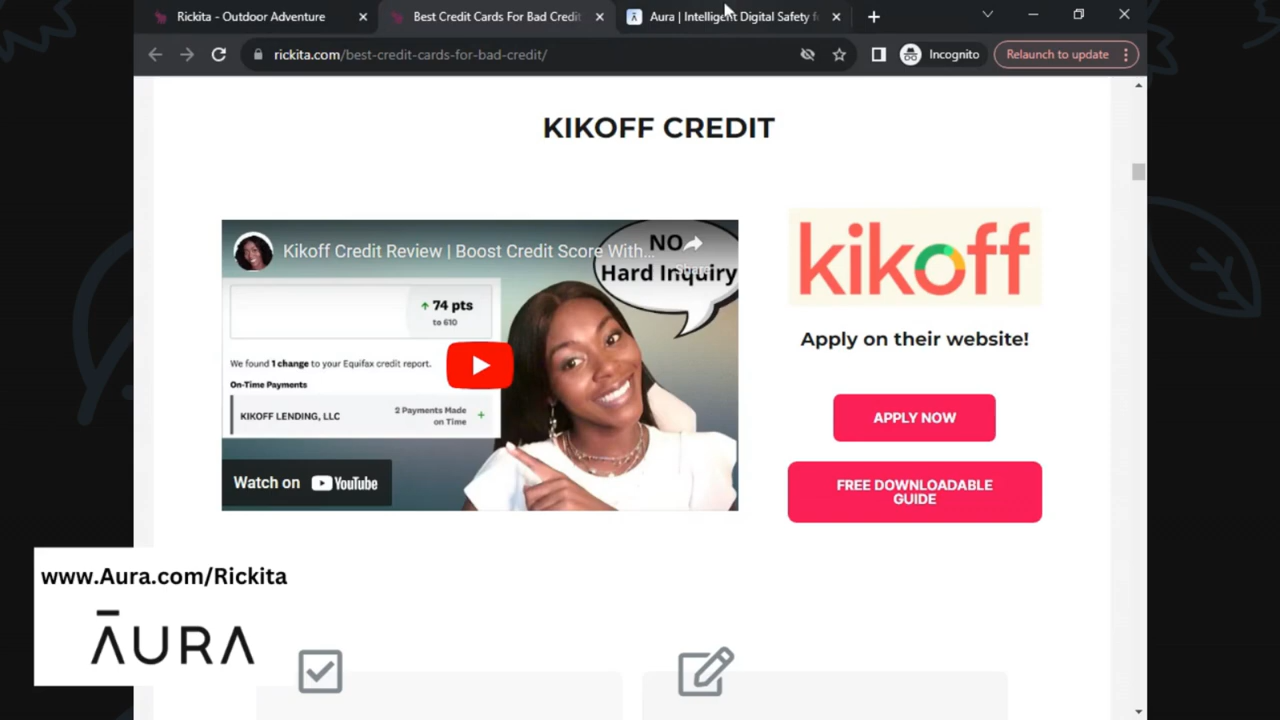 Rickita - Outdoor Adventure
Best Credit Cards For Bad Credit
Aura | Intelligent Digital Safety f
rickita.com/best-credit-cards-for-bad-credit/
Incognito
Relaunch to update
KIKOFF CREDIT
Kikoff Credit Review | Boost Credit Score With...
NO
Share
Hard Inquiry
74 pts
to 610
We found 1 change to your Equifax credit report.
On-Time Payments
KIKOFF LENDING, LLC
2 Payments Made
on Time
Watch on YouTube
kikoff
Apply on their website!
APPLY NOW
FREE DOWNLOADABLE
GUIDE
www.Aura.com/Rickita
ĀURA